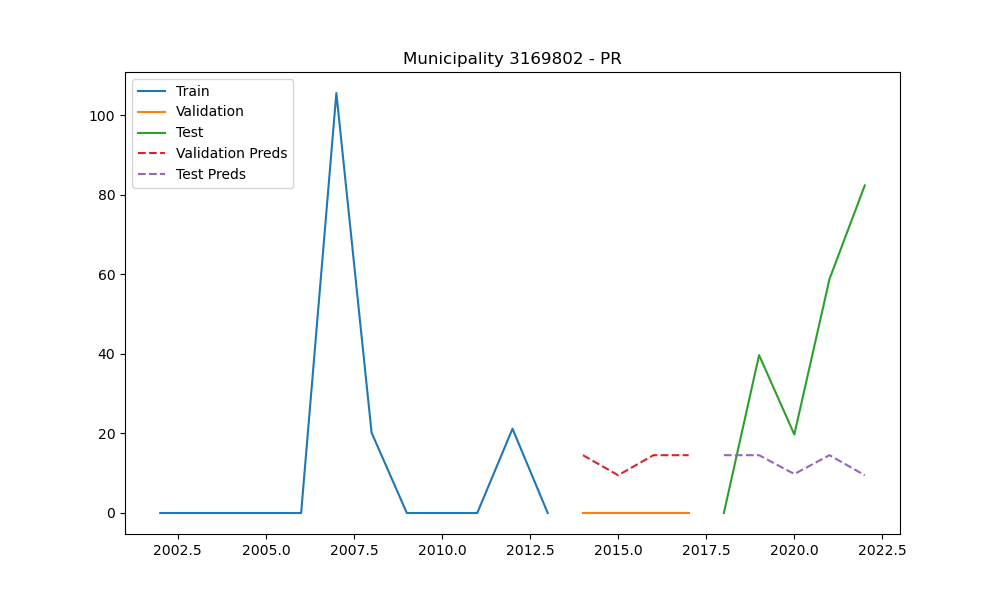 Municipality 3169802 - PR
Train
Validation
Test
Validation Preds
Test Preds
100
80
60
40
20
0
2002.5 2005.0 2007.5 2010.0 2012.5 2015.0 2017.5 2020.0 2022.5